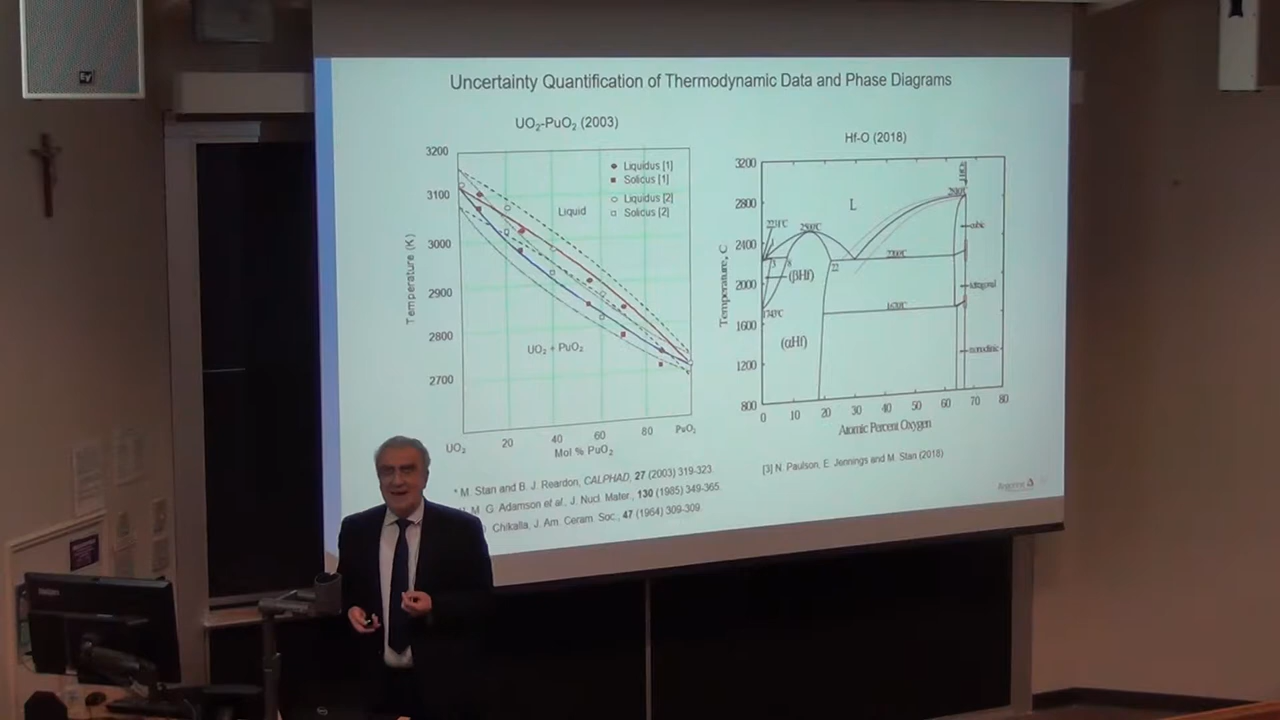 Uncertainty Quantification of Thermodynamic Data and Phase Diagrams
UO₂-PuO₂ (2003)
3200
3100
3000
2900
2800
2700
Temperature (K)
Liquidus [1]
Solidus [1]
Liquidus [2]
Solidus [2]
Liquid
UO₂ + PuO₂
UO₂
20
40
60
80
PuO₂
Mol % PuO₂
Hf-O (2018)
3200
2800
2400
2000
1600
1200
800
Temperature, C
L
2500°C
(βHf)
1743°C
(αHf)
cubic
tetragonal
monoclinic
0
10
20
30
40
50
60
70
80
Atomic Percent Oxygen
* M. Stan and B. J. Reardon, CALPHAD, 27 (2003) 319-323.
M. G. Adamson et al., J. Nucl. Mater., 130 (1985) 349-365.
Chikalla, J. Am. Ceram. Soc., 47 (1964) 309-309.
[3] N. Paulson, E. Jennings and M. Stan (2018)
Argonne
EV